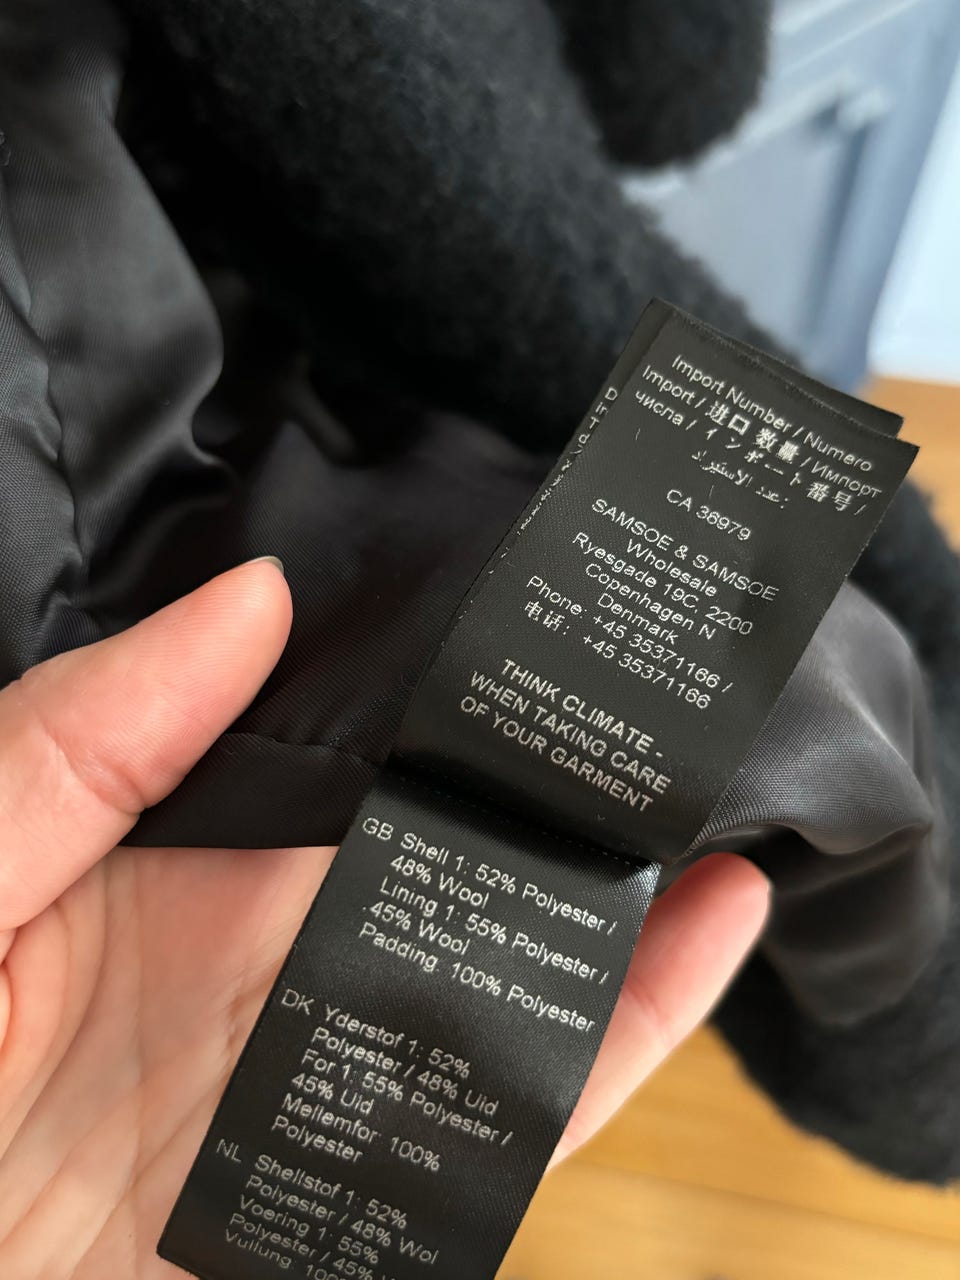 Import Number / Numero
Import / 进口 数量 / Импорт
числа / インポート 番号 /
CA 36979
SAMSOE & SAMSOE
Wholesale
Ryesgade 19C, 2200
Copenhagen N
Denmark
Phone: +45 35371166 /
电话: +45 35371166
THINK CLIMATE -
WHEN TAKING CARE
OF YOUR GARMENT
GB Shell 1: 52% Polyester /
48% Wool
Lining 1: 55% Polyester /
45% Wool
Padding: 100% Polyester
DK Yderstof 1: 52%
Polyester / 48% Uld
For 1: 55% Polyester /
45% Uld
Mellemfor: 100%
Polyester
NL Shellstof 1: 52%
Polyester / 48% Wol
Voering 1: 55%
Polyester / 45%
Vulling: